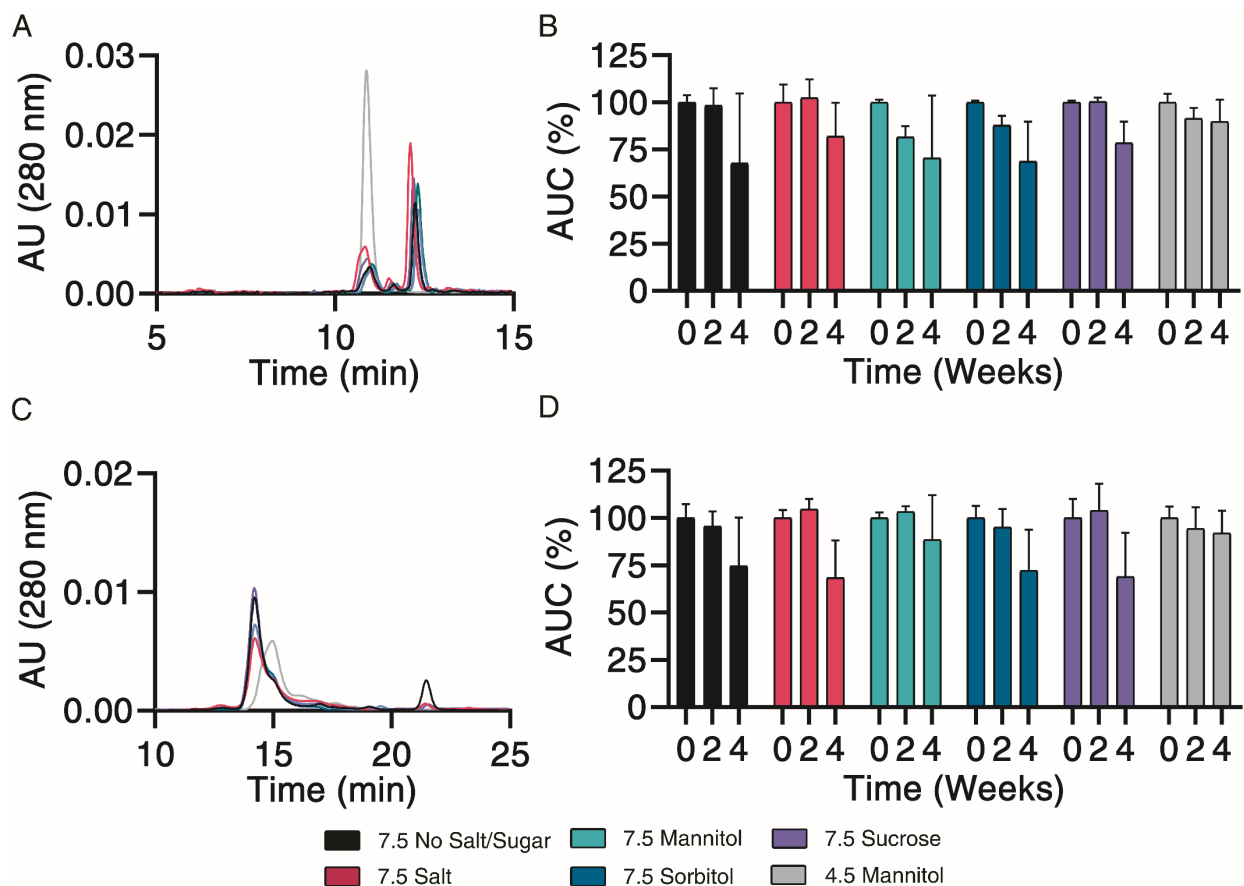 A
AU (280 nm)
0.03
0.02
0.01
0.00
5 10 15
Time (min)
B
AUC (%)
125
100
75
50
25
0
0 2 4 0 2 4 0 2 4 0 2 4 0 2 4 0 2 4
Time (Weeks)
C
AU (280 nm)
0.02
0.01
0.00
10 15 20 25
Time (min)
D
AUC (%)
125
100
75
50
25
0
0 2 4 0 2 4 0 2 4 0 2 4 0 2 4 0 2 4
Time (Weeks)
7.5 No Salt/Sugar
7.5 Mannitol
7.5 Sucrose
7.5 Salt
7.5 Sorbitol
4.5 Mannitol